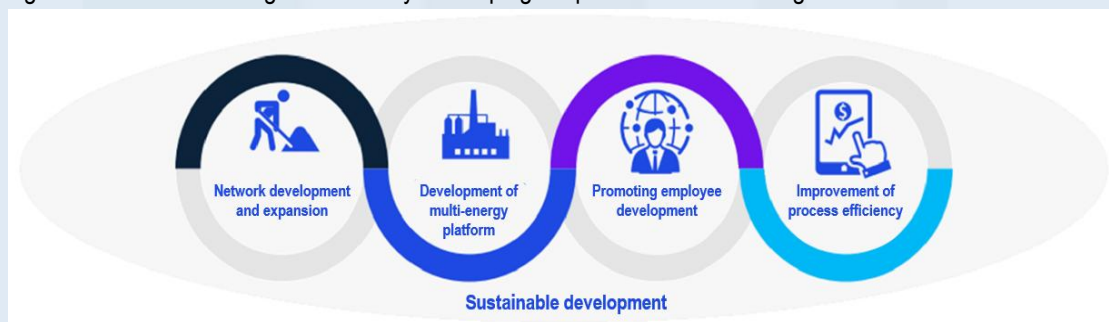 Network development
and expansion
Development of
multi-energy
platform
Promoting employee
development
Improvement of
process efficiency
Sustainable development